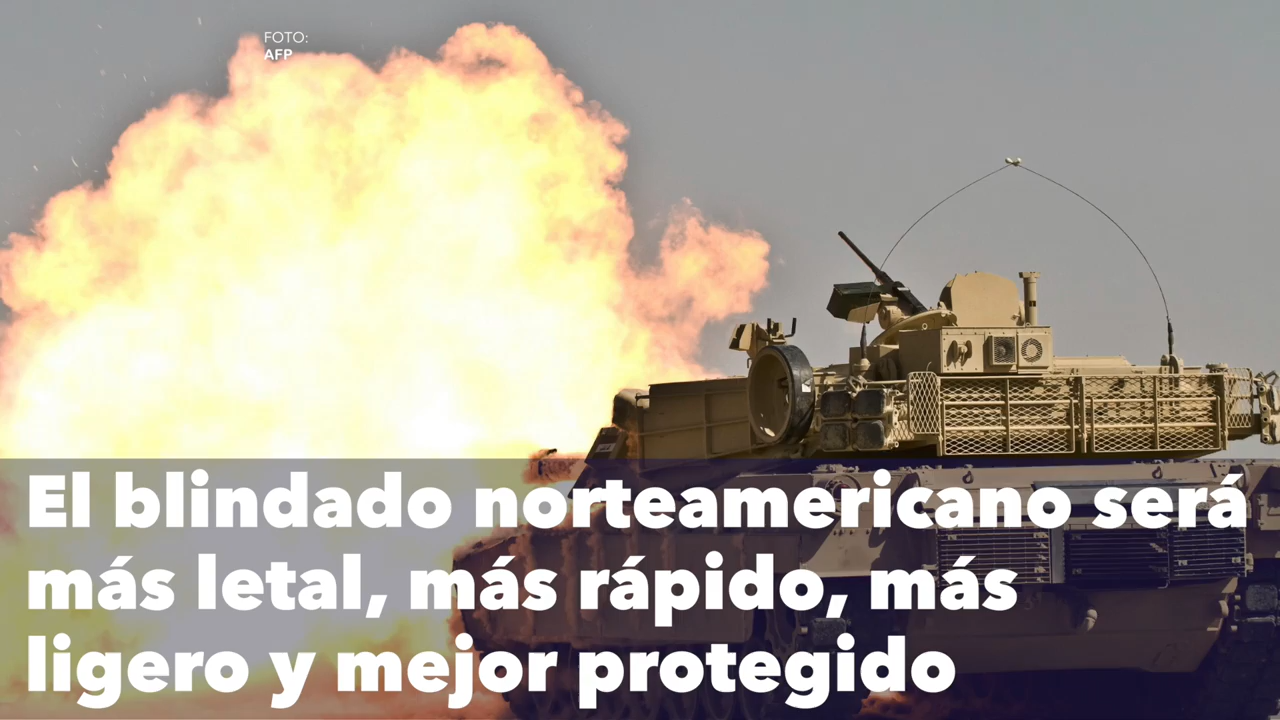 FOTO:
AFP
El blindado norteamericano será
más letal, más rápido, más
ligero y mejor protegido